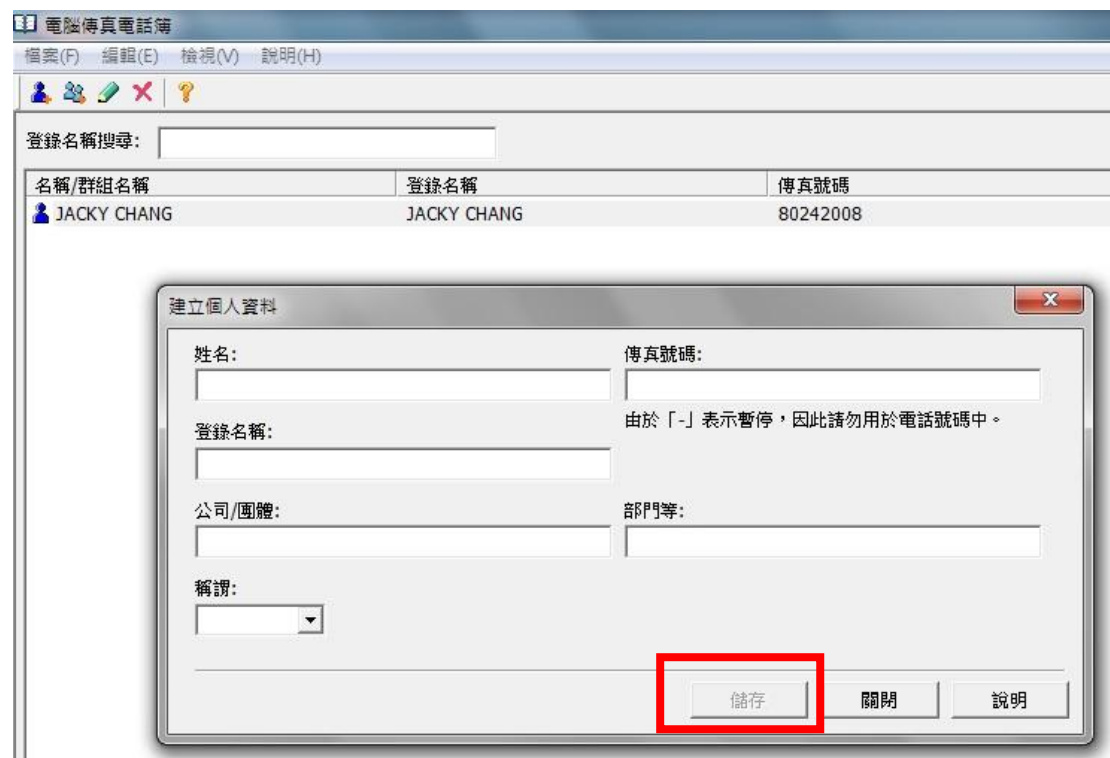 電腦傳真電話簿
檔案(F) 編輯(E) 檢視(V) 說明(H)
登錄名稱搜尋:
名稱/群組名稱 登錄名稱 傳真號碼
JACKY CHANG JACKY CHANG 80242008
建立個人資料
姓名: 傳真號碼:
由於「-」表示暫停，因此請勿用於電話號碼中。
登錄名稱:
公司/團體: 部門等:
稱謂:
儲存 關閉 說明